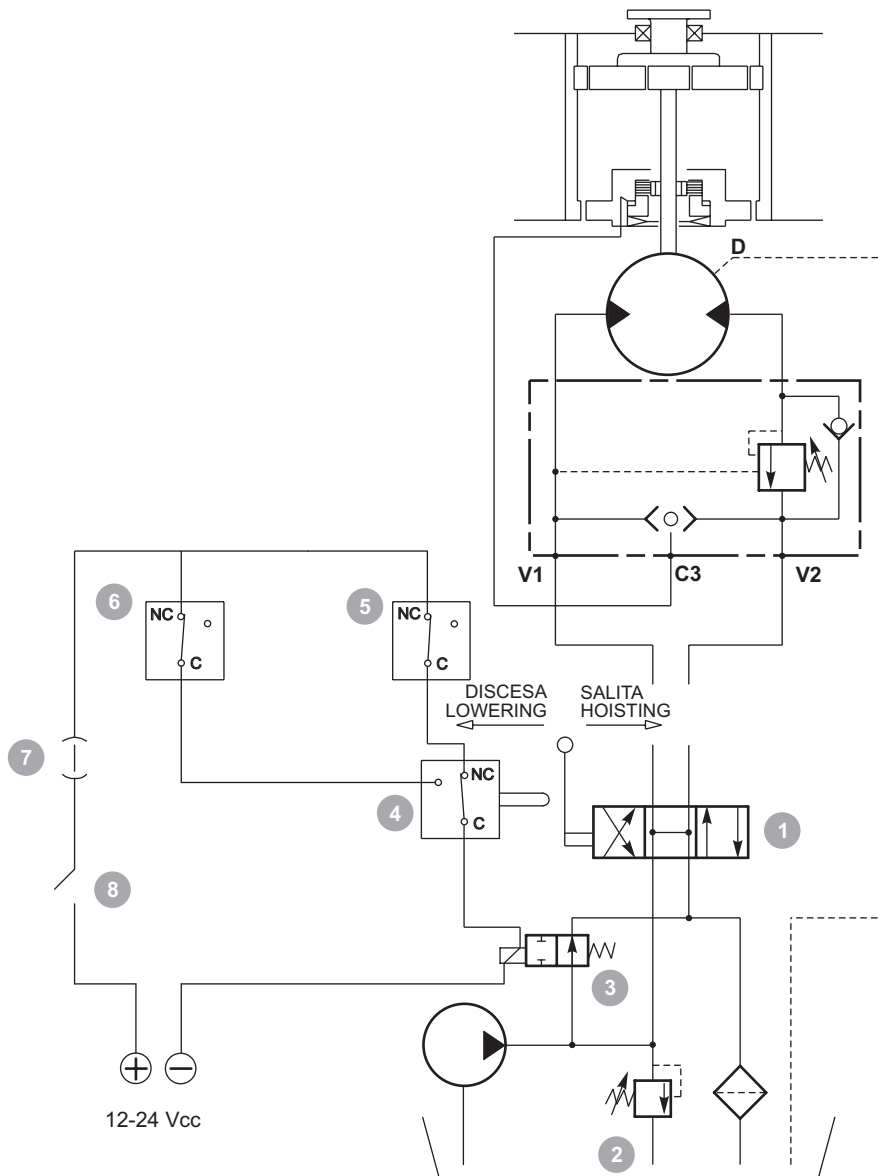 D
V1 C3 V2
6 5
NC NC
C C
DISCESA SALITA
LOWERING HOISTING
7
NC
4
C
1
8
3
+ −
12-24 Vcc
2